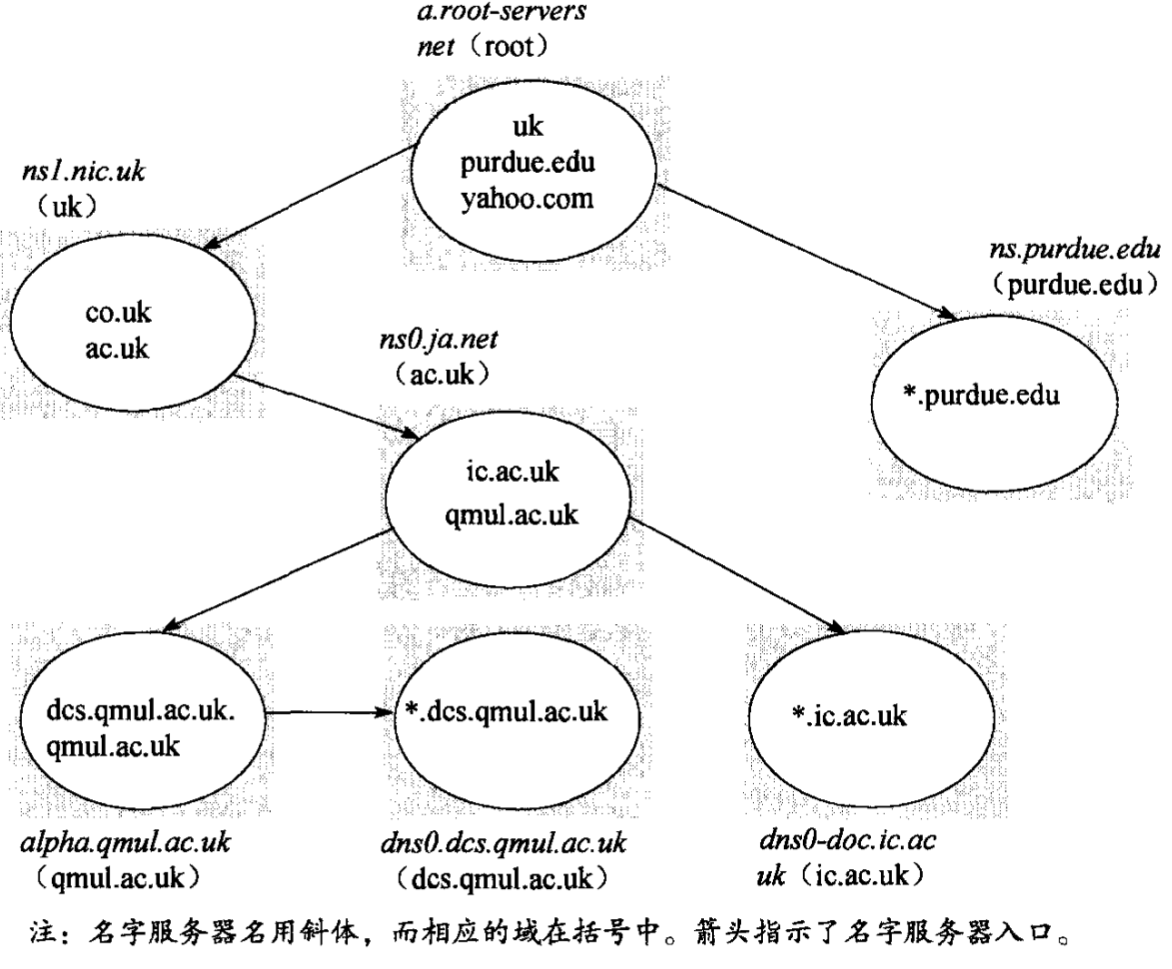 a.root-servers
net（root）
uk
purdue.edu
yahoo.com
ns1.nic.uk
（uk）
co.uk
ac.uk
ns.purdue.edu
（purdue.edu）
*.purdue.edu
ns0.ja.net
（ac.uk）
ic.ac.uk
qmul.ac.uk
dcs.qmul.ac.uk.
qmul.ac.uk
*.dcs.qmul.ac.uk
*.ic.ac.uk
alpha.qmul.ac.uk
（qmul.ac.uk）
dns0.dcs.qmul.ac.uk
（dcs.qmul.ac.uk）
dns0-doc.ic.ac
uk（ic.ac.uk）
注：名字服务器名用斜体，而相应的域在括号中。箭头指示了名字服务器入口。